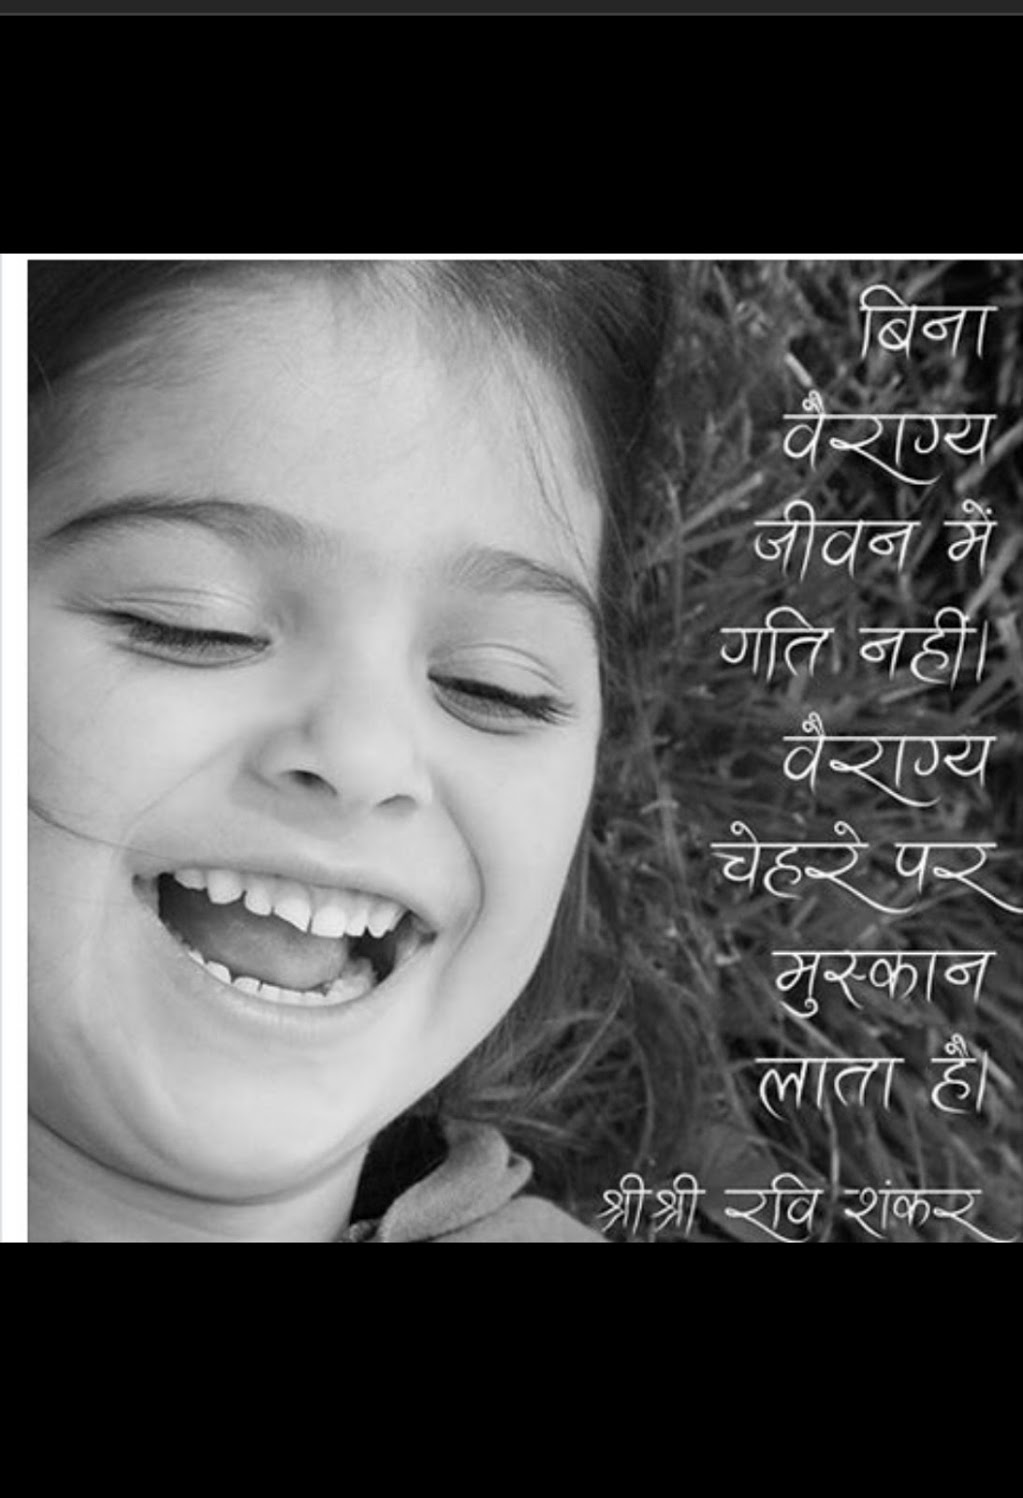 बिना
वैराग्य
जीवन में
गति नहीं।
वैराग्य
चेहरे पर
मुस्कान
लाता है।
श्री श्री रवि शंकर